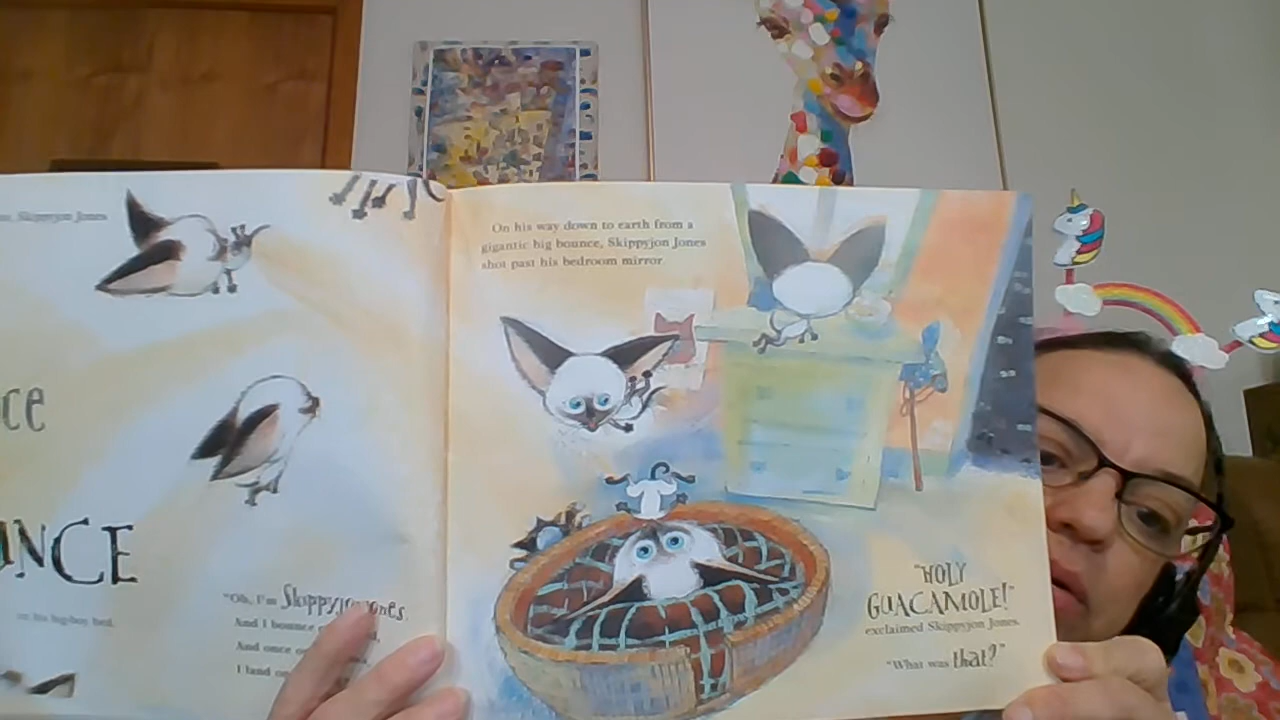 Skippyjon Jones
ce
UNCE
on his big-boy bed.
"Oh, I'm Skippyjon Jones,
And I bounce
And once
I land
On his way down to earth from a
gigantic big bounce, Skippyjon Jones
shot past his bedroom mirror.
"HOLY
GUACAMOLE!"
exclaimed Skippyjon Jones.
"What was that?"